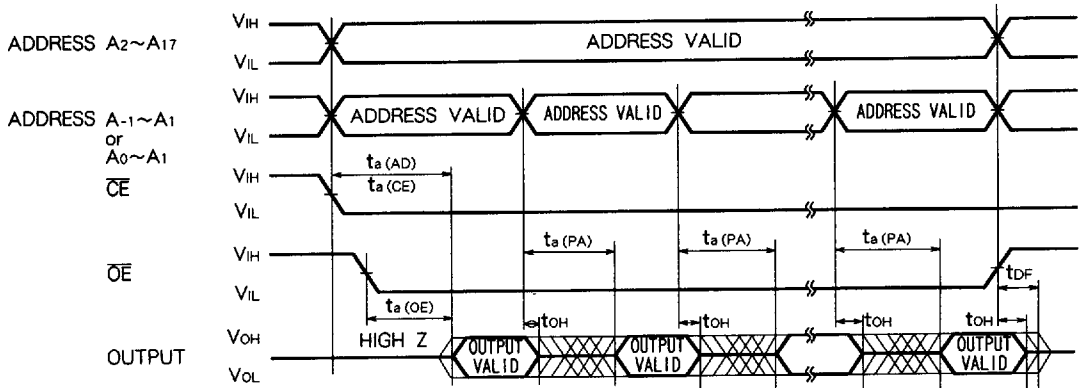 VIH
ADDRESS A2~A17 ADDRESS VALID
VIL
VIH
ADDRESS A-1~A1 ADDRESS VALID ADDRESS VALID ADDRESS VALID
VIL
or
A0~A1
ta (AD)
VIH
CE ta (CE)
VIL
VIH ta (PA) ta (PA) ta (PA)
OE
VIL tDF
ta (OE)
tOH tOH tOH tOH
VOH HIGH Z
OUTPUT OUTPUT VALID OUTPUT VALID OUTPUT VALID
VOL